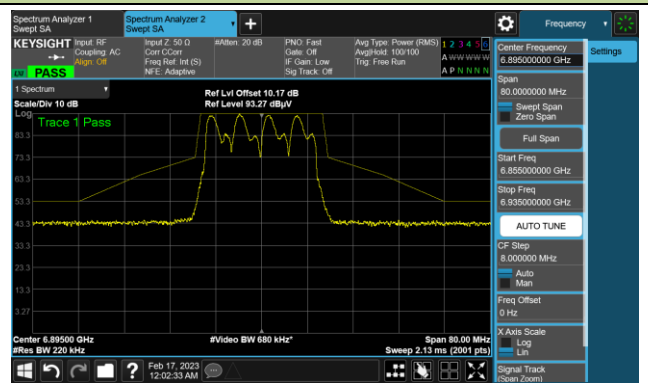 Spectrum Analyzer 1
Swept SA
Spectrum Analyzer 2
Swept SA
Frequency
KEYSIGHT
Input: RF
Coupling: AC
Align: Off
Input Z: 50 Ω
Corr CCorr
Freq Ref: Int (S)
NFE: Adaptive
#Atten: 20 dB
PNO: Fast
Gate: Off
IF Gain: Low
Sig Track: Off
Avg Type: Power (RMS)
Avg|Hold: 100/100
Trig: Free Run
1 2 3 4 5 6
A W W W W W
A P N N N N
PASS
1 Spectrum
Scale/Div 10 dB
Ref Lvl Offset 10.17 dB
Ref Level 93.27 dBµV
Log
Trace 1 Pass
83.3
73.3
63.3
53.3
43.3
33.3
23.3
13.3
3.27
Center 6.89500 GHz
#Res BW 220 kHz
#Video BW 680 kHz*
Span 80.00 MHz
Sweep 2.13 ms (2001 pts)
Center Frequency
6.895000000 GHz
Settings
Span
80.0000000 MHz
Swept Span
Zero Span
Full Span
Start Freq
6.855000000 GHz
Stop Freq
6.935000000 GHz
AUTO TUNE
CF Step
8.000000 MHz
Auto
Man
Freq Offset
0 Hz
X Axis Scale
Log
Lin
Signal Track
(Span Zoom)
?
Feb 17, 2023
12:02:33 AM